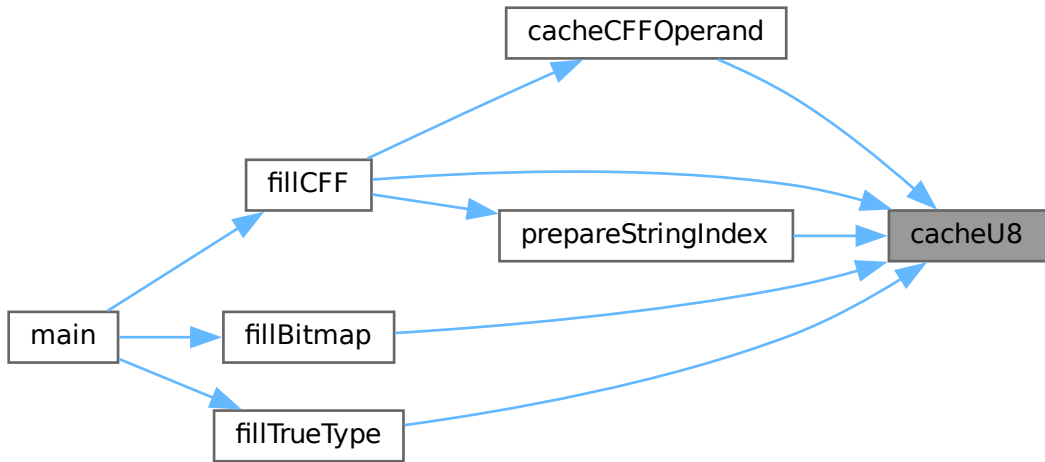 cacheCFFOperand
fillCFF
prepareStringIndex
cacheU8
main
fillBitmap
fillTrueType